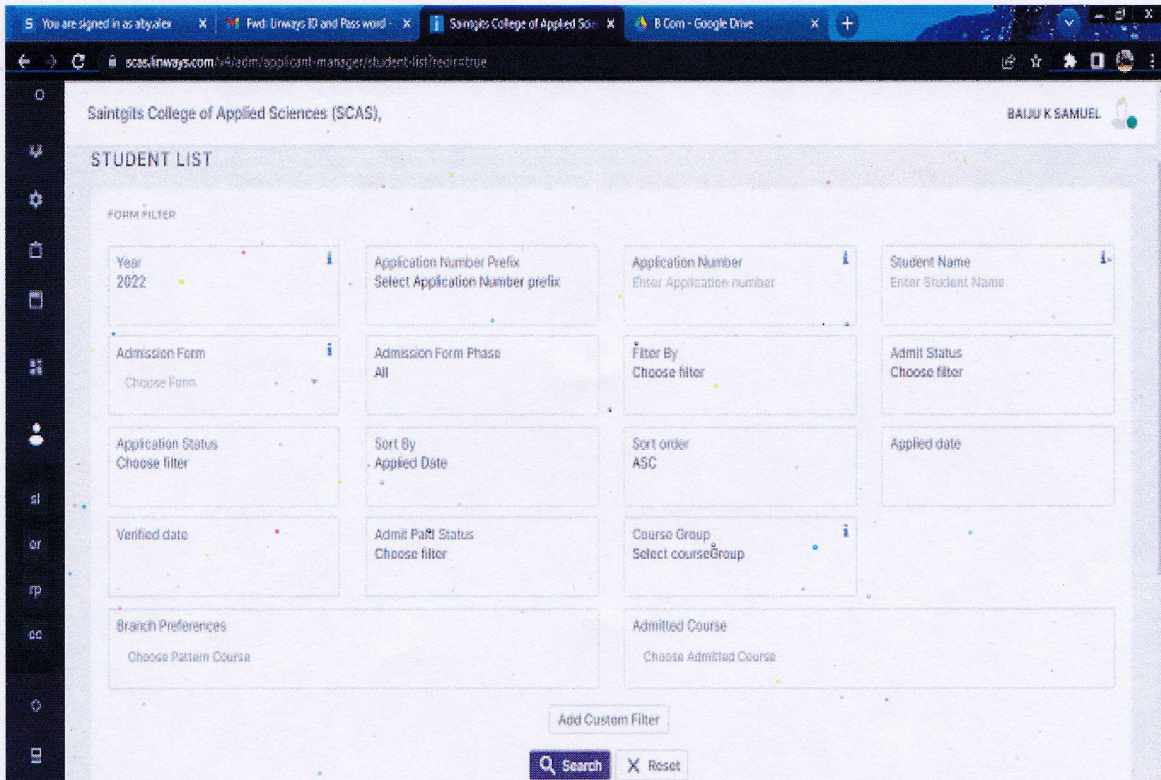 You are signed in as aby.alex
Fwd: Linways ID and Password -
Saintgits College of Applied Scie
B Com - Google Drive
scas.linways.com/v4/adm/applicant-manager/student-list?redir=true
Saintgits College of Applied Sciences (SCAS),
BAIJU K SAMUEL
STUDENT LIST
FORM FILTER
Year
2022
Application Number Prefix
Select Application Number prefix
Application Number
Enter Application number
Student Name
Enter Student Name
Admission Form
Choose Form
Admission Form Phase
All
Filter By
Choose filter
Admit Status
Choose filter
Application Status
Choose filter
Sort By
Applied Date
Sort order
ASC
Applied date
Verified date
Admit Paid Status
Choose filter
Course Group
Select courseGroup
sl
er
rp
cc
Branch Preferences
Choose Pattern Course
Admitted Course
Choose Admitted Course
Add Custom Filter
Search
Reset